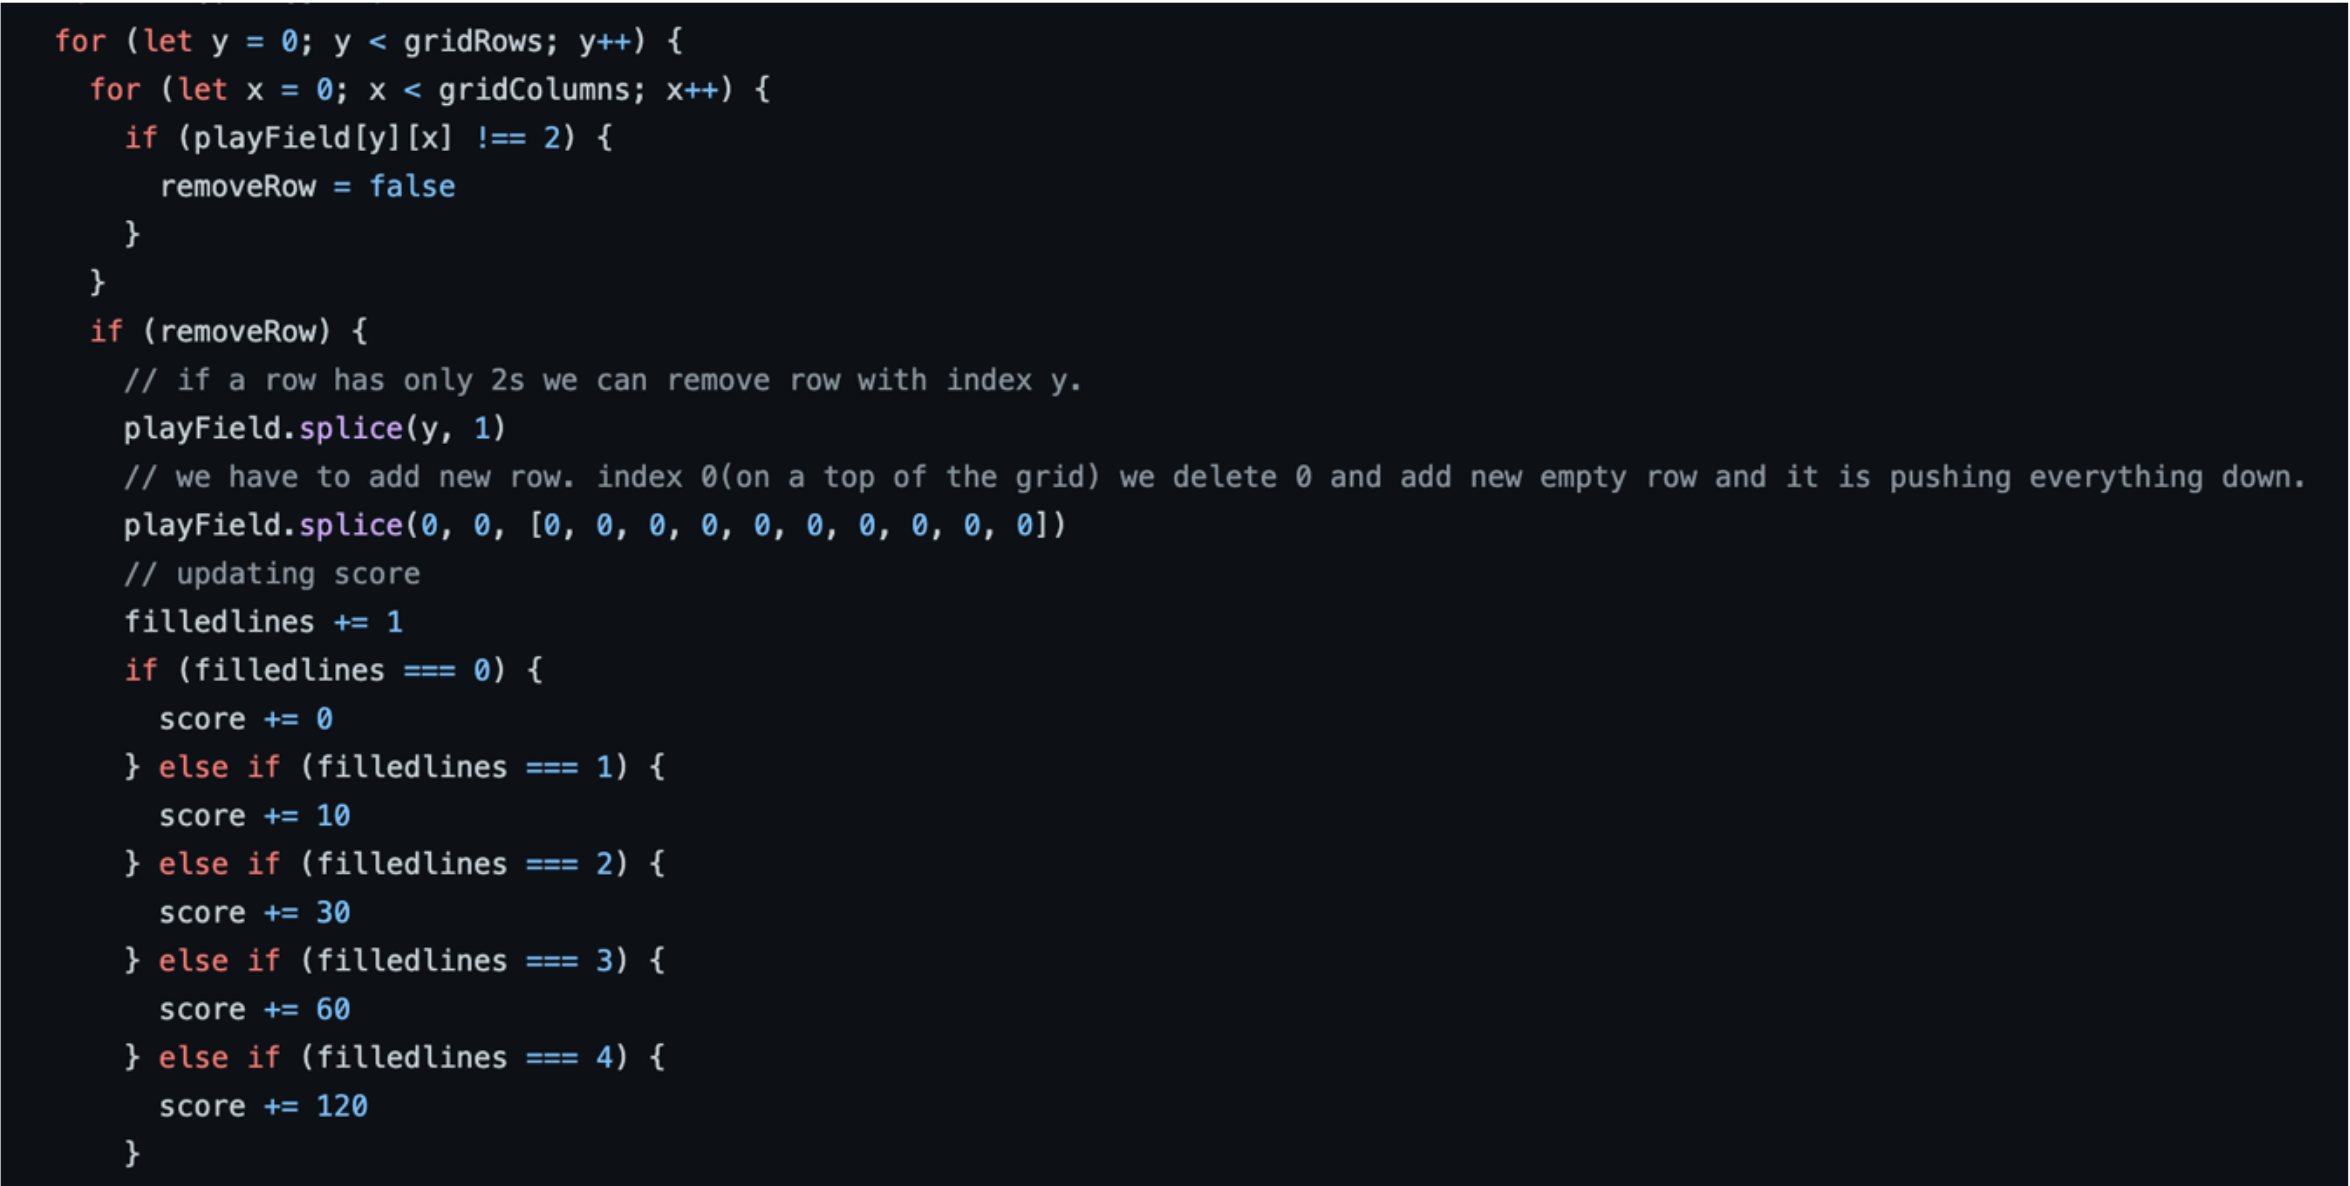 for (let y = 0; y < gridRows; y++) {
for (let x = 0; x < gridColumns; x++) {
if (playField[y][x] !== 2) {
removeRow = false
}
}
if (removeRow) {
// if a row has only 2s we can remove row with index y.
playField.splice(y, 1)
// we have to add new row. index 0(on a top of the grid) we delete 0 and add new empty row and it is pushing everything down.
playField.splice(0, 0, [0, 0, 0, 0, 0, 0, 0, 0, 0, 0])
// updating score
filledlines += 1
if (filledlines === 0) {
score += 0
} else if (filledlines === 1) {
score += 10
} else if (filledlines === 2) {
score += 30
} else if (filledlines === 3) {
score += 60
} else if (filledlines === 4) {
score += 120
}